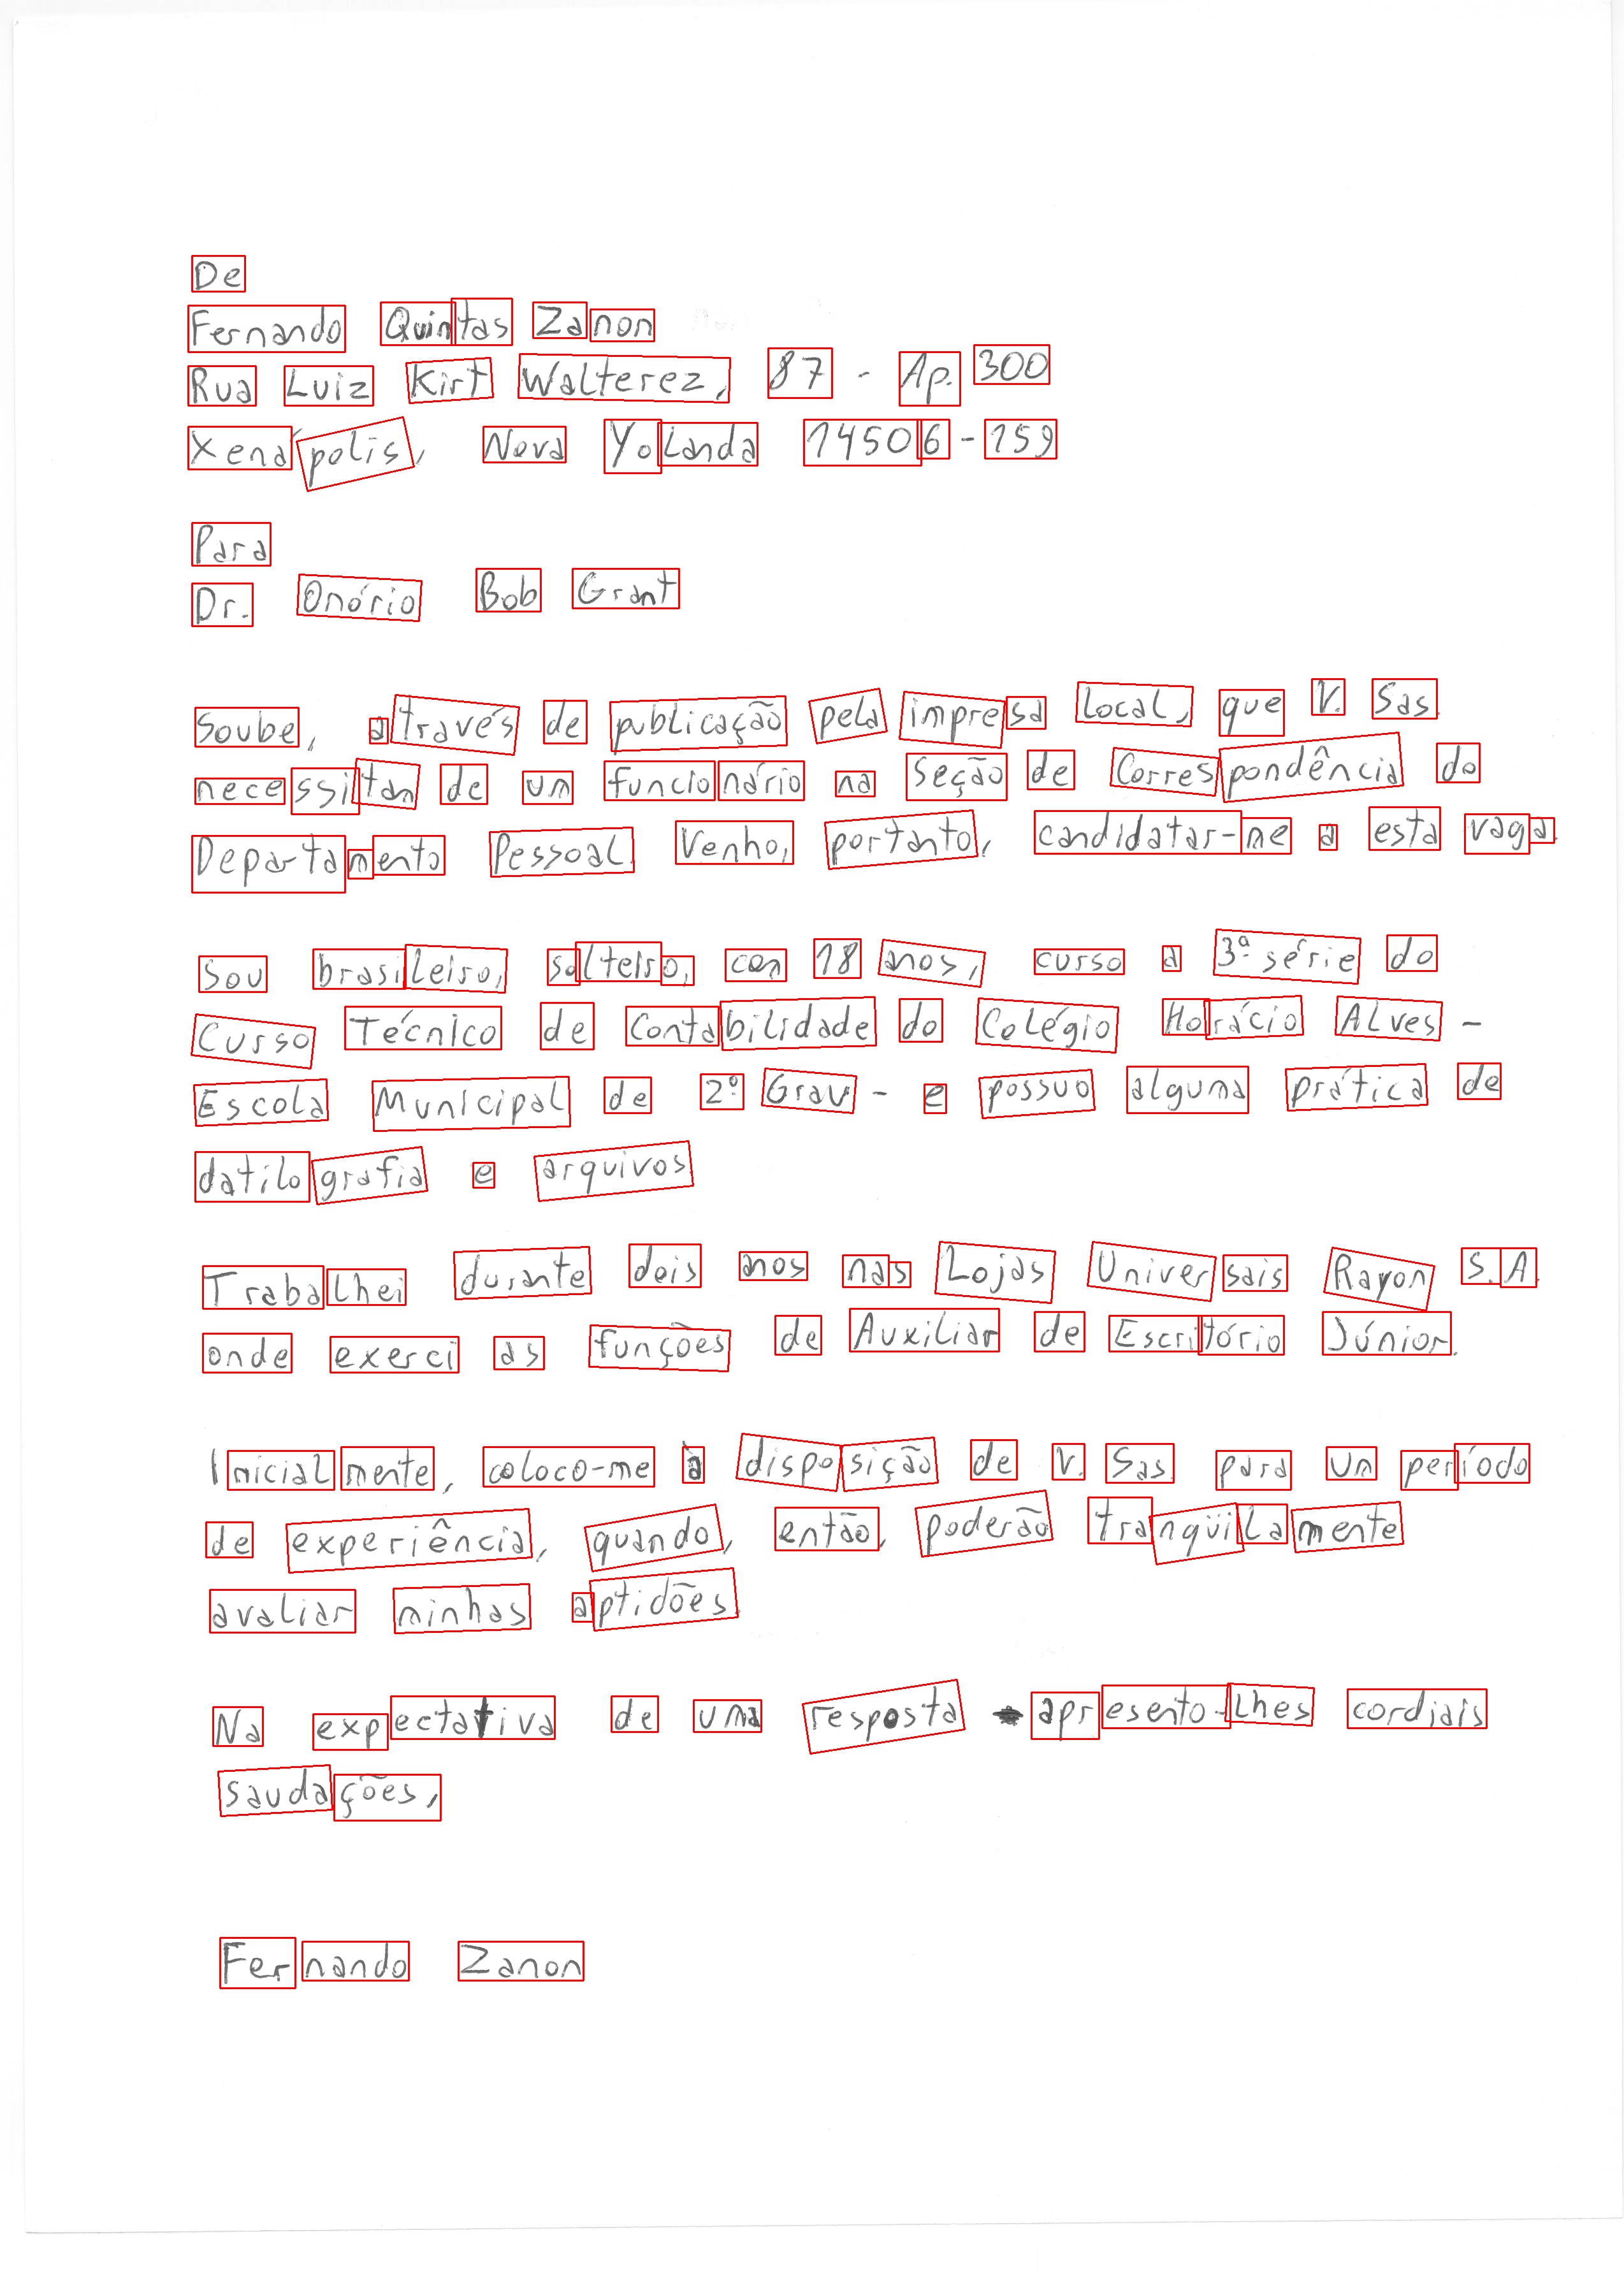 De
Fernando Quintas Zanon
Rua Luiz Kirt Walterez, 87 - Ap. 300
Xenápolis, Nova Yolanda 14506-159
Para
Dr. Onório Bob Grant
Soube, através de publicação pela impresa local, que V. Sas.
necessitam de um funcionário na seção de Correspondência do
Departamento Pessoal. Venho, portanto, candidatar-me a esta vaga.
Sou brasileiro, solteiro, com 18 anos, curso a 3ª série do
Curso Técnico de Contabilidade do Colégio Horácio Alves -
Escola Municipal de 2º Grau - e possuo alguma prática de
datilografia e arquivos.
Trabalhei durante dois anos nas Lojas Universais Rayon S.A.
onde exerci as funções de Auxiliar de Escritório Júnior.
Inicialmente, coloco-me à disposição de V. Sas. para um período
de experiência, quando, então, poderão tranqüilamente
avaliar minhas aptidões.
Na expectativa de uma resposta apresento-lhes cordiais
saudações,
Fernando Zanon